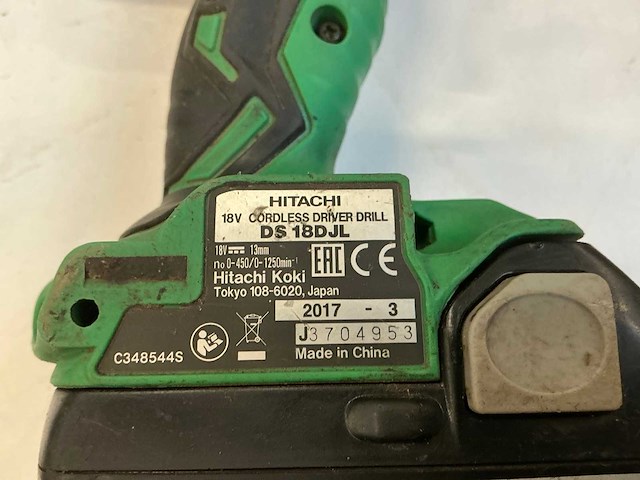 HITACHI
18V CORDLESS DRIVER DRILL
DS 18DJL
18V ⎓ 13mm
no 0-450/0-1250min⁻¹
Hitachi Koki
Tokyo 108-6020, Japan
EAC CE
2017 - 3
J3704953
C348544S
Made in China